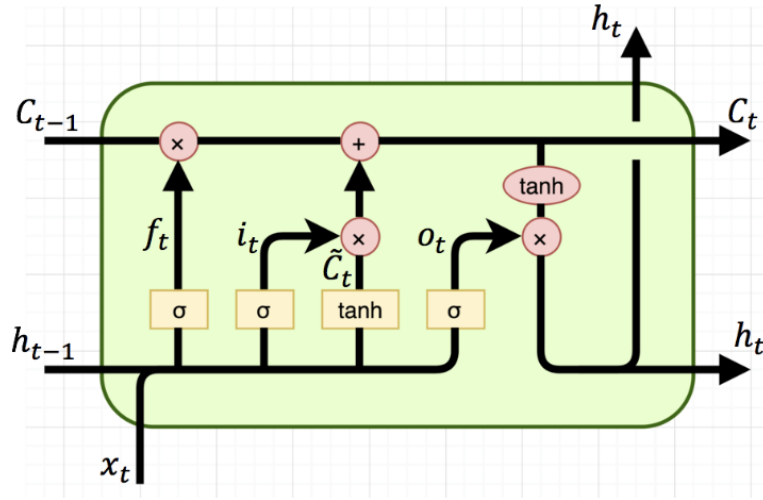 h_t
C_{t-1}
C_t
×
+
tanh
f_t
i_t
×
o_t
×
C̃_t
σ
σ
tanh
σ
h_{t-1}
h_t
x_t